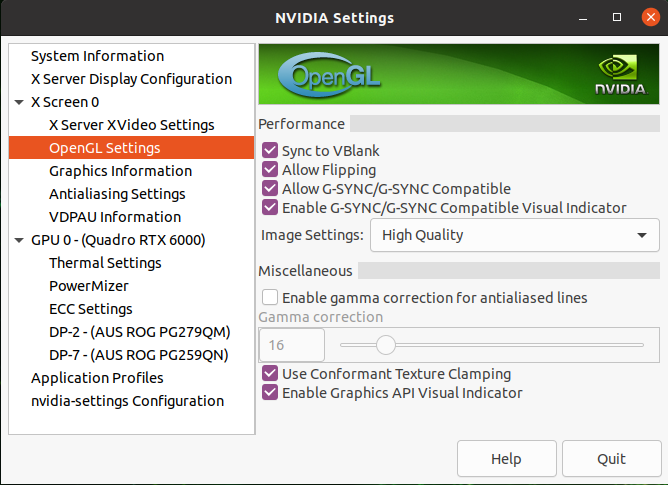 NVIDIA Settings
System Information
X Server Display Configuration
X Screen 0
X Server XVideo Settings
OpenGL Settings
Graphics Information
Antialiasing Settings
VDPAU Information
GPU 0 - (Quadro RTX 6000)
Thermal Settings
PowerMizer
ECC Settings
DP-2 - (AUS ROG PG279QM)
DP-7 - (AUS ROG PG259QN)
Application Profiles
nvidia-settings Configuration
OpenGL
NVIDIA
Performance
Sync to VBlank
Allow Flipping
Allow G-SYNC/G-SYNC Compatible
Enable G-SYNC/G-SYNC Compatible Visual Indicator
Image Settings: High Quality
Miscellaneous
Enable gamma correction for antialiased lines
Gamma correction
16
Use Conformant Texture Clamping
Enable Graphics API Visual Indicator
Help Quit